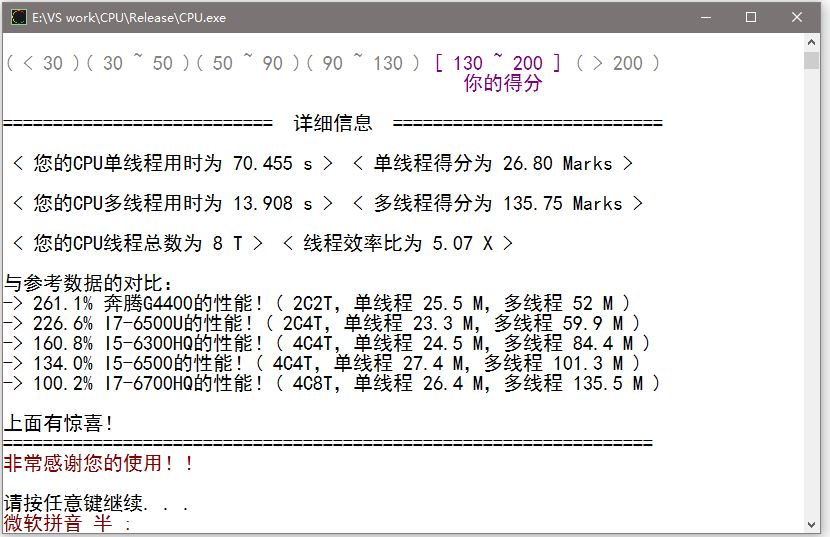 E:\VS work\CPU\Release\CPU.exe
( < 30 )( 30 ~ 50 )( 50 ~ 90 )( 90 ~ 130 ) [ 130 ~ 200 ] ( > 200 )
你的得分
=========================== 详细信息 ===========================
< 您的CPU单线程用时为 70.455 s > < 单线程得分为 26.80 Marks >
< 您的CPU多线程用时为 13.908 s > < 多线程得分为 135.75 Marks >
< 您的CPU线程总数为 8 T > < 线程效率比为 5.07 X >
与参考数据的对比:
-> 261.1% 奔腾G4400的性能! ( 2C2T, 单线程 25.5 M, 多线程 52 M )
-> 226.6% I7-6500U的性能! ( 2C4T, 单线程 23.3 M, 多线程 59.9 M )
-> 160.8% I5-6300HQ的性能! ( 4C4T, 单线程 24.5 M, 多线程 84.4 M )
-> 134.0% I5-6500的性能! ( 4C4T, 单线程 27.4 M, 多线程 101.3 M )
-> 100.2% I7-6700HQ的性能! ( 4C8T, 单线程 26.4 M, 多线程 135.5 M )
上面有惊喜!
=================================================================
非常感谢您的使用!!
请按任意键继续. . .
微软拼音 半 :